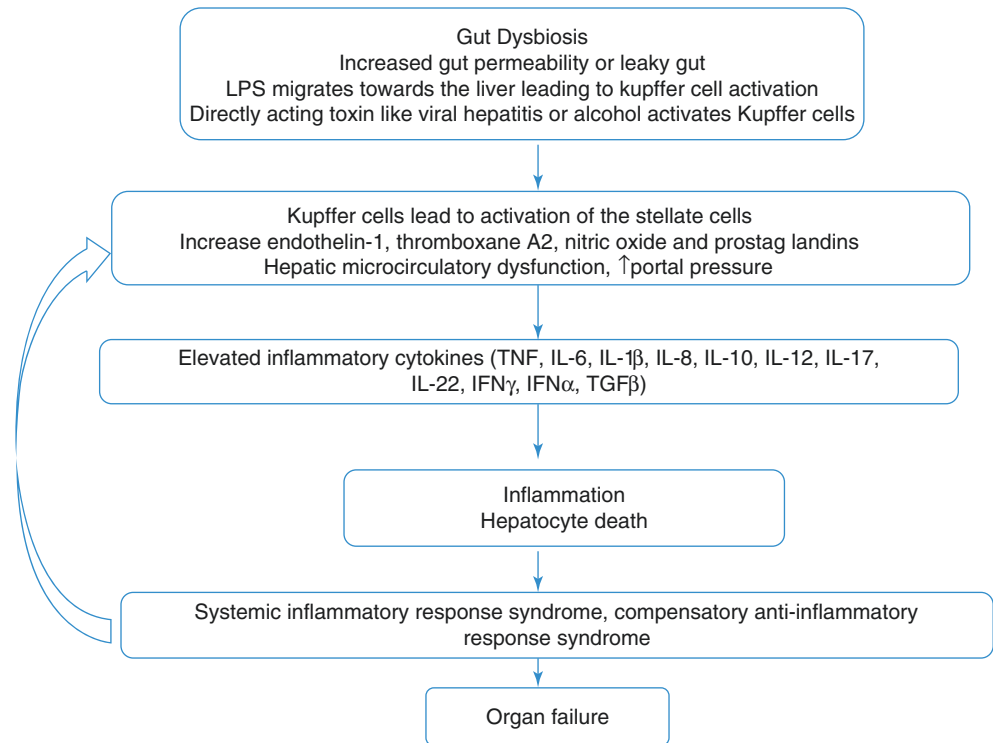 Gut Dysbiosis
Increased gut permeability or leaky gut
LPS migrates towards the liver leading to kupffer cell activation
Directly acting toxin like viral hepatitis or alcohol activates Kupffer cells
Kupffer cells lead to activation of the stellate cells
Increase endothelin-1, thromboxane A2, nitric oxide and prostag landins
Hepatic microcirculatory dysfunction, ↑portal pressure
Elevated inflammatory cytokines (TNF, IL-6, IL-1β, IL-8, IL-10, IL-12, IL-17,
IL-22, IFNγ, IFNα, TGFβ)
Inflammation
Hepatocyte death
Systemic inflammatory response syndrome, compensatory anti-inflammatory
response syndrome
Organ failure